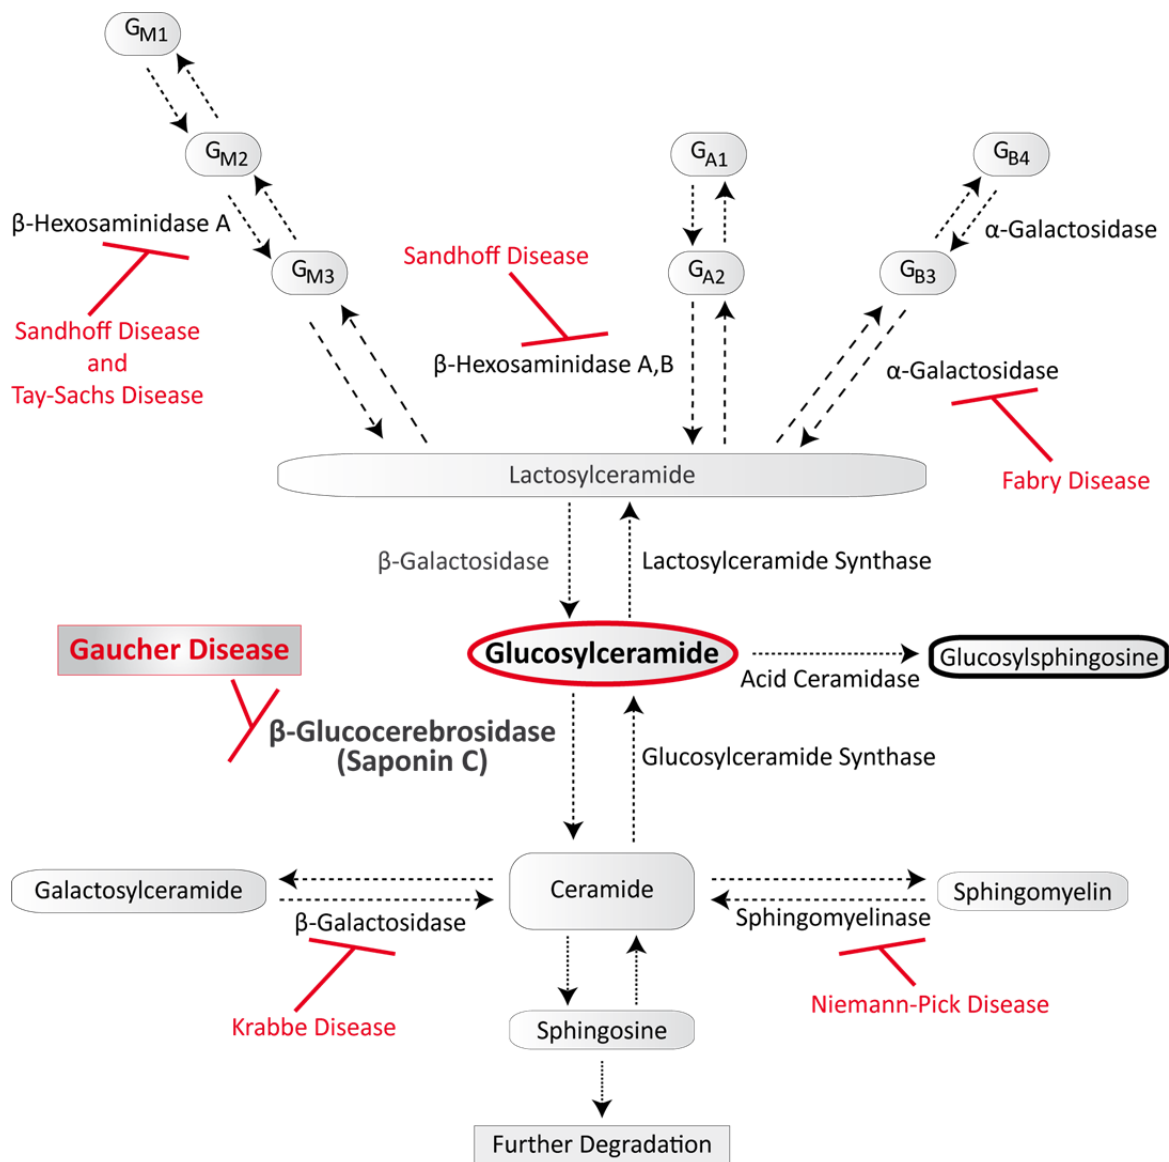 GM1
GM2
GA1
GB4
β-Hexosaminidase A
α-Galactosidase
Sandhoff Disease
GM3
GA2
GB3
Sandhoff Disease
and
Tay-Sachs Disease
β-Hexosaminidase A,B
α-Galactosidase
Lactosylceramide
Fabry Disease
β-Galactosidase
Lactosylceramide Synthase
Gaucher Disease
Glucosylceramide
Glucosylsphingosine
Acid Ceramidase
β-Glucocerebrosidase
(Saponin C)
Glucosylceramide Synthase
Galactosylceramide
Ceramide
Sphingomyelin
β-Galactosidase
Sphingomyelinase
Krabbe Disease
Sphingosine
Niemann-Pick Disease
Further Degradation